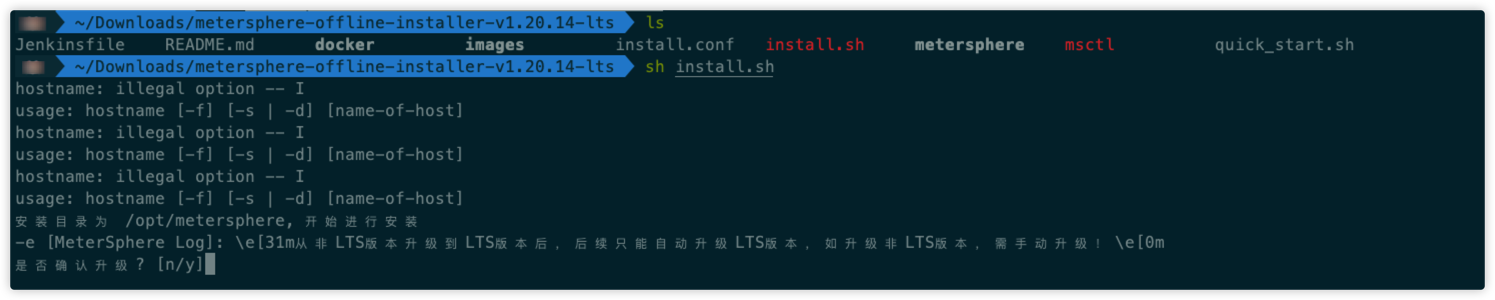 ~/Downloads/metersphere-offline-installer-v1.20.14-lts ls
Jenkinsfile README.md docker images install.conf install.sh metersphere msctl quick_start.sh
~/Downloads/metersphere-offline-installer-v1.20.14-lts sh install.sh
hostname: illegal option -- I
usage: hostname [-f] [-s | -d] [name-of-host]
hostname: illegal option -- I
usage: hostname [-f] [-s | -d] [name-of-host]
hostname: illegal option -- I
usage: hostname [-f] [-s | -d] [name-of-host]
安装目录为 /opt/metersphere, 开始进行安装
-e [MeterSphere Log]: \e[31m从非LTS版本升级到LTS版本后, 后续只能自动升级LTS版本, 如升级非LTS版本, 需手动升级! \e[0m
是否确认升级? [n/y]